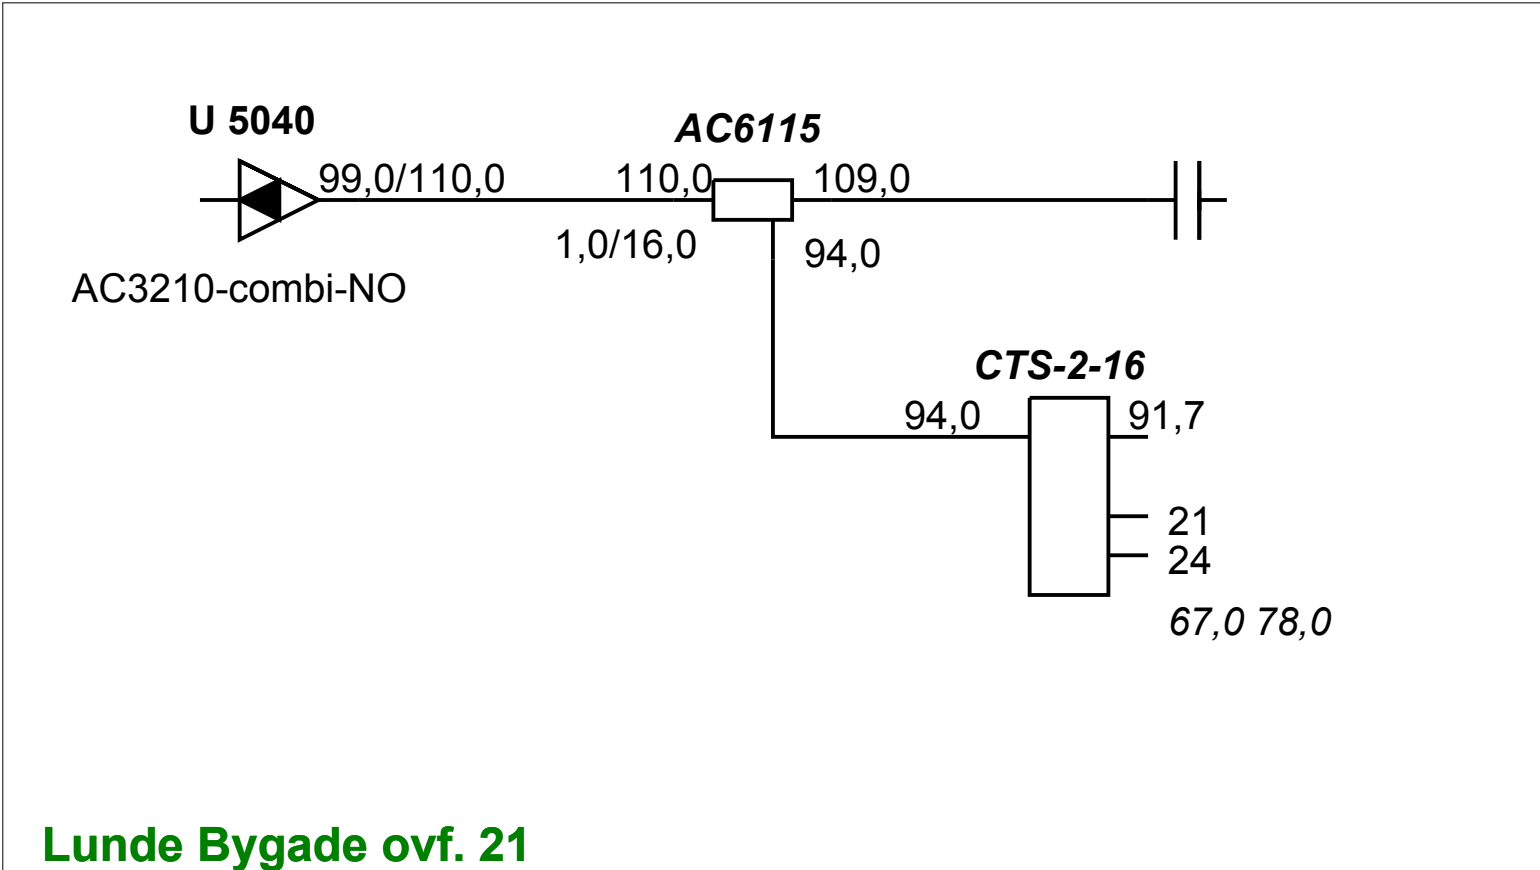 U 5040
AC6115
99,0/110,0
110,0
109,0
1,0/16,0
94,0
AC3210-combi-NO
CTS-2-16
94,0
91,7
21
24
67,0 78,0
Lunde Bygade ovf. 21